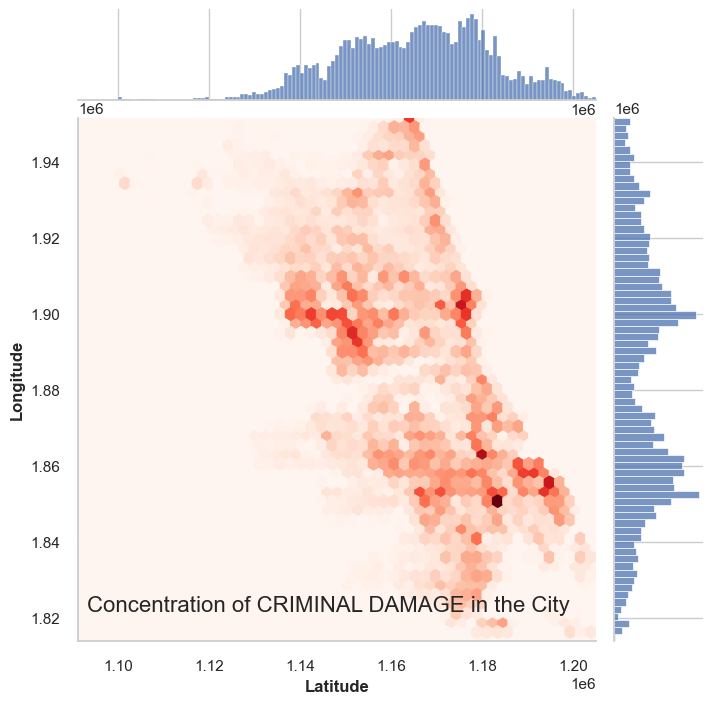 1e6
1e6
1e6
1.94
1.92
1.90
1.88
1.86
1.84
1.82
Longitude
Concentration of CRIMINAL DAMAGE in the City
1.10
1.12
1.14
1.16
1.18
1.20
1e6
Latitude